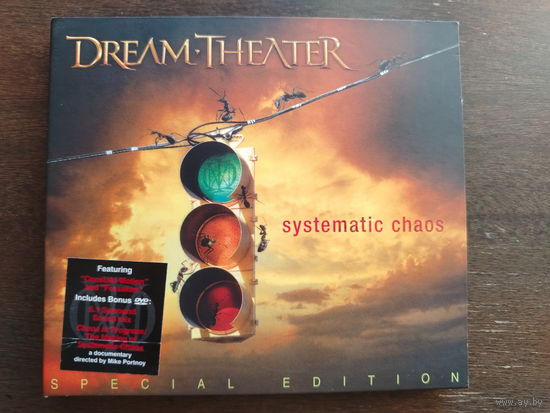 DREAM·THEATER
systematic chaos
Featuring
"Constant Motion"
and "Forsaken"
Includes Bonus DVD:
5.1 Surround
Sound Mix
Chaos In Progress:
The Making of
Systematic Chaos
a documentary
directed by Mike Portnoy
SPECIAL EDITION
www.ay.by